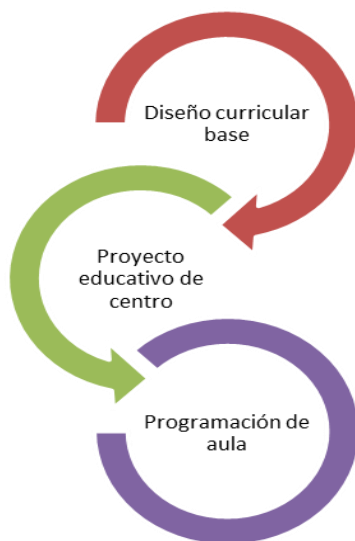 Diseño curricular
base
Proyecto
educativo de
centro
Programación de
aula